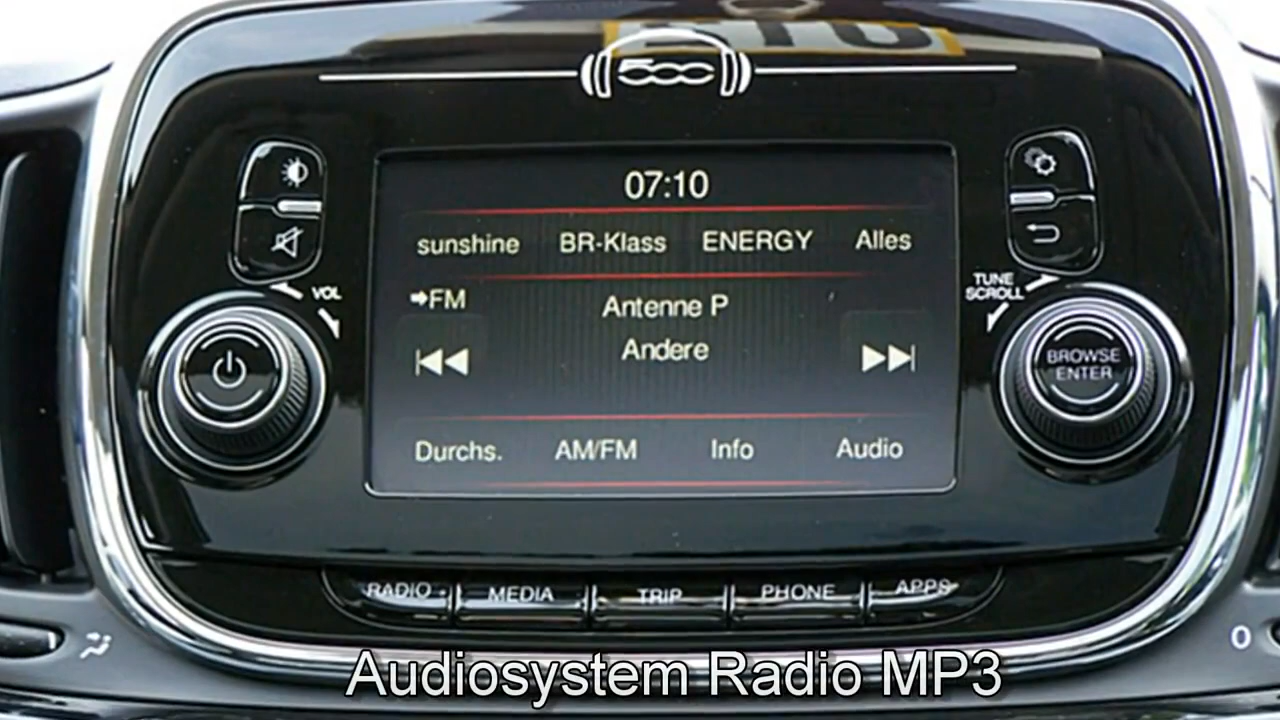 500
07:10
sunshine BR-Klass ENERGY Alles
VOL
TUNE
SCROLL
➡FM
Antenne P
Andere
BROWSE
ENTER
Durchs. AM/FM Info Audio
RADIO MEDIA TRIP PHONE APPS
0
Audiosystem Radio MP3